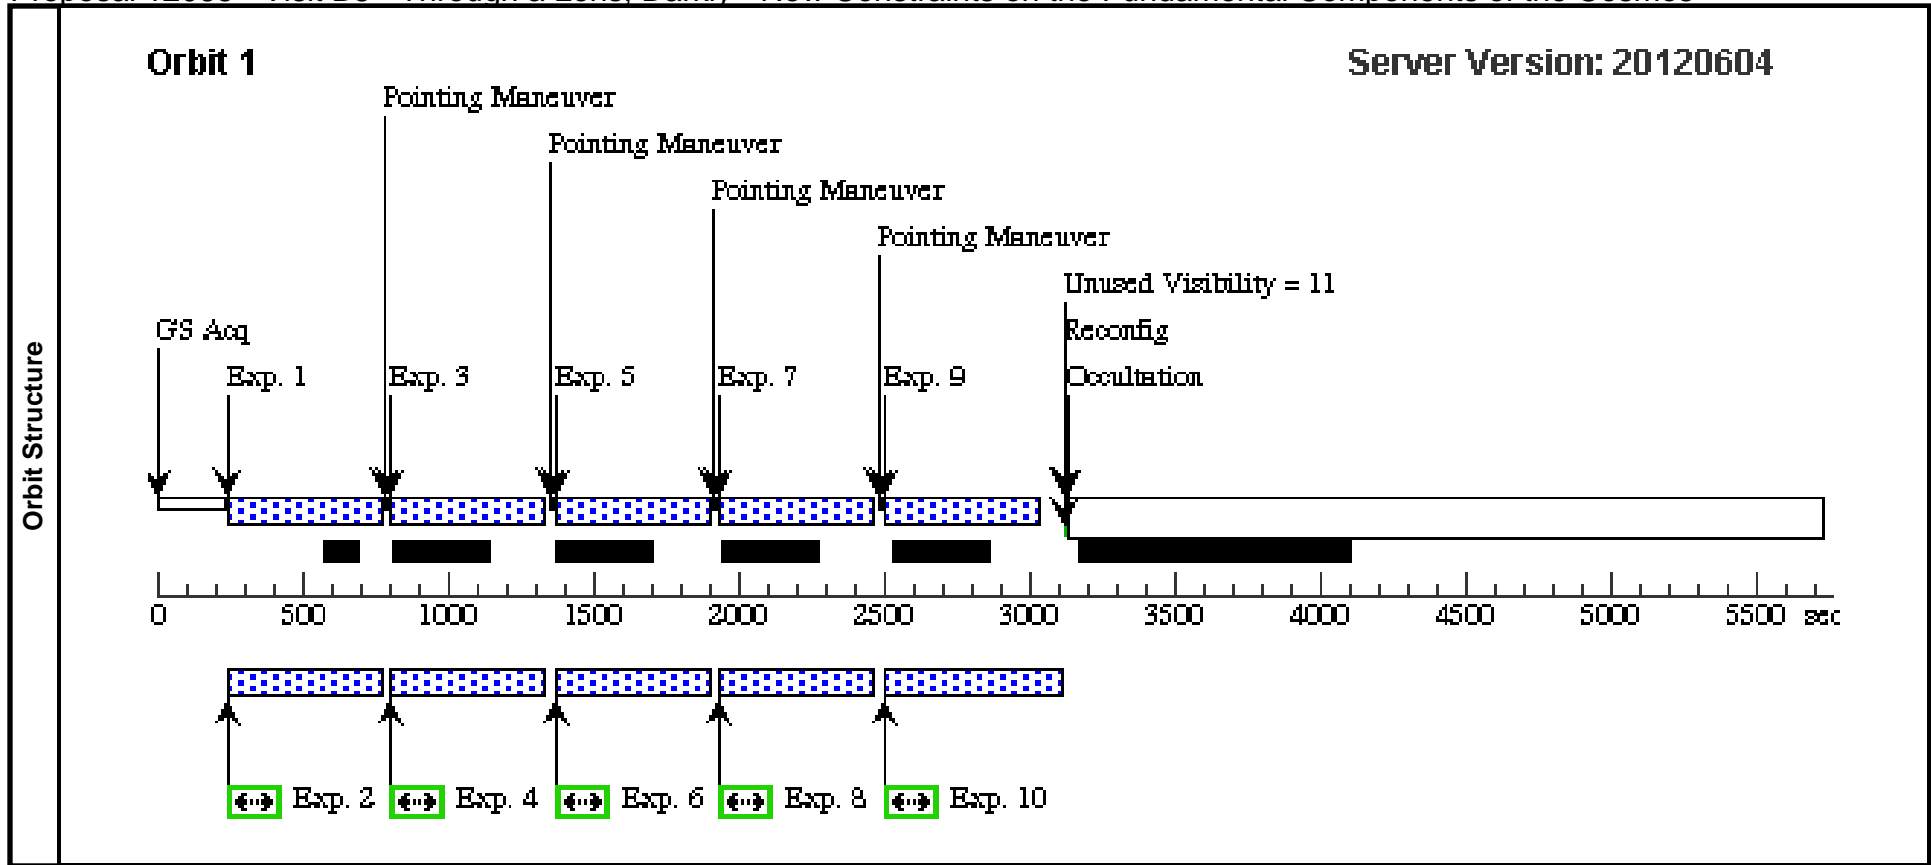 Orbit 1
Server Version: 20120604
Pointing Maneuver
Pointing Maneuver
Pointing Maneuver
Pointing Maneuver
Unused Visibility = 11
GS Acq
Reconfig
Exp. 1
Exp. 3
Exp. 5
Exp. 7
Exp. 9
Occultation
Orbit Structure
0 500 1000 1500 2000 2500 3000 3500 4000 4500 5000 5500 sec
Exp. 2
Exp. 4
Exp. 6
Exp. 8
Exp. 10